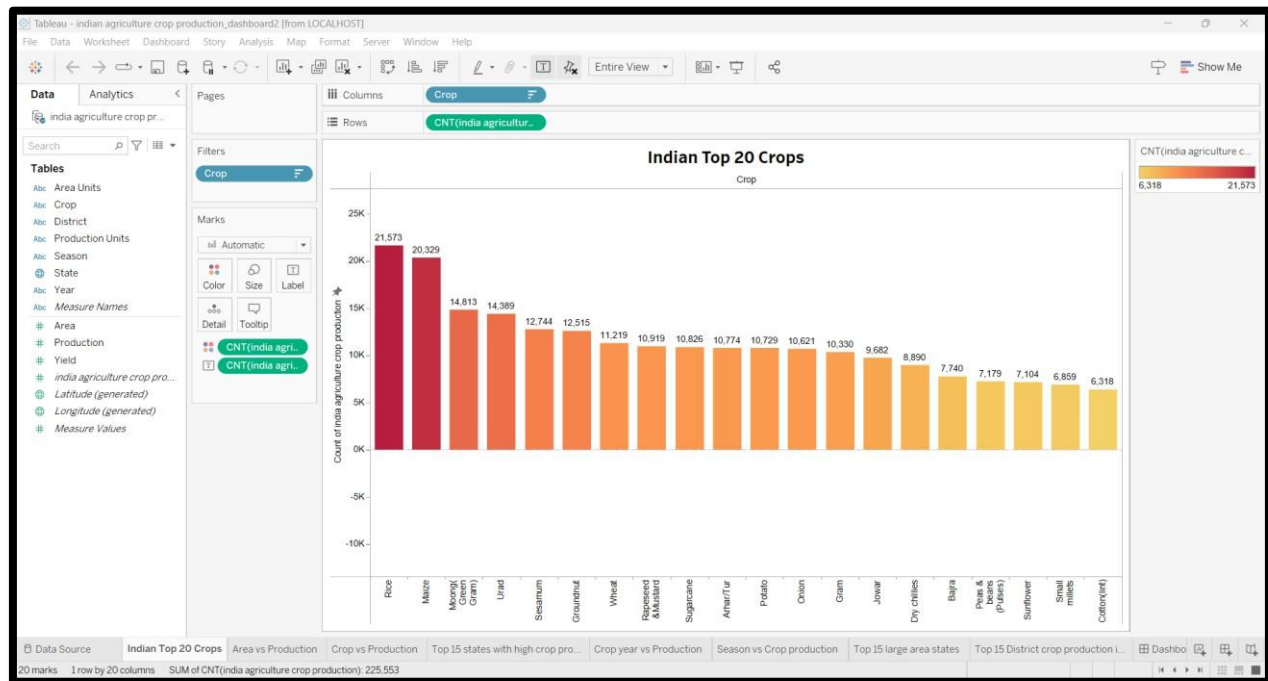 Tableau - indian agriculture crop production_dashboard2 [from LOCALHOST]
File Data Worksheet Dashboard Story Analysis Map Format Server Window Help
Entire View
Show Me
Data Analytics
india agriculture crop pr...
Search
Tables
Abc Area Units
Abc Crop
Abc District
Abc Production Units
Abc Season
State
Abc Year
Abc Measure Names
# Area
# Production
# Yield
# india agriculture crop pro...
Latitude (generated)
Longitude (generated)
# Measure Values
Pages
Filters
Crop
Marks
Automatic
Color Size Label
Detail Tooltip
CNT(india agri..
CNT(india agri..
Columns Crop
Rows CNT(india agricultur..
Indian Top 20 Crops
Crop
Count of india agriculture crop production
25K
20K
15K
10K
5K
0K
-5K
-10K
21,573
20,329
14,813
14,389
12,744
12,515
11,219
10,919
10,826
10,774
10,729
10,621
10,330
9,682
8,890
7,740
7,179
7,104
6,859
6,318
Rice
Maize
Moong(
Green
Gram)
Urad
Sesamum
Groundnut
Wheat
Rapeseed
&Mustard
Sugarcane
Arhar/Tur
Potato
Onion
Gram
Jowar
Dry chillies
Bajra
Peas &
beans
(Pulses)
Sunflower
Small
millets
Cotton(lint)
CNT(india agriculture c...
6,318 21,573
Data Source Indian Top 20 Crops Area vs Production Crop vs Production Top 15 states with high crop pro... Crop year vs Production Season vs Crop production Top 15 large area states Top 15 District crop production i... Dashbo
20 marks 1 row by 20 columns SUM of CNT(india agriculture crop production): 225,553